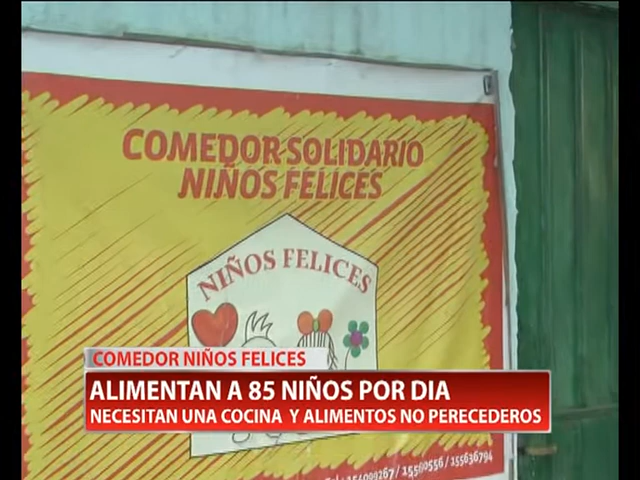 COMEDOR SOLIDARIO
NIÑOS FELICES
NIÑOS FELICES
COMEDOR NIÑOS FELICES
ALIMENTAN A 85 NIÑOS POR DIA
NECESITAN UNA COCINA Y ALIMENTOS NO PERECEDEROS
/ 155636794